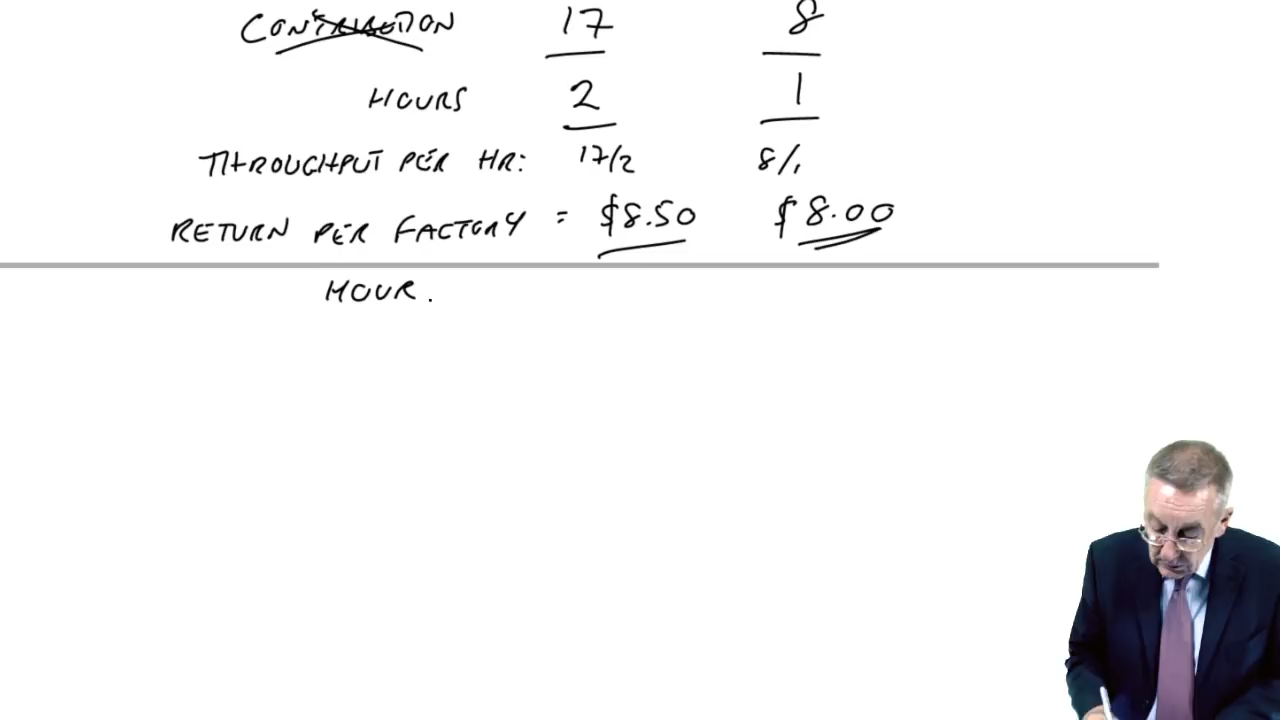 CONTRIBUTION 17 8
HOURS 2 1
THROUGHPUT PER HR: 17/2 8/1
RETURN PER FACTORY = $8.50 $8.00
HOUR.